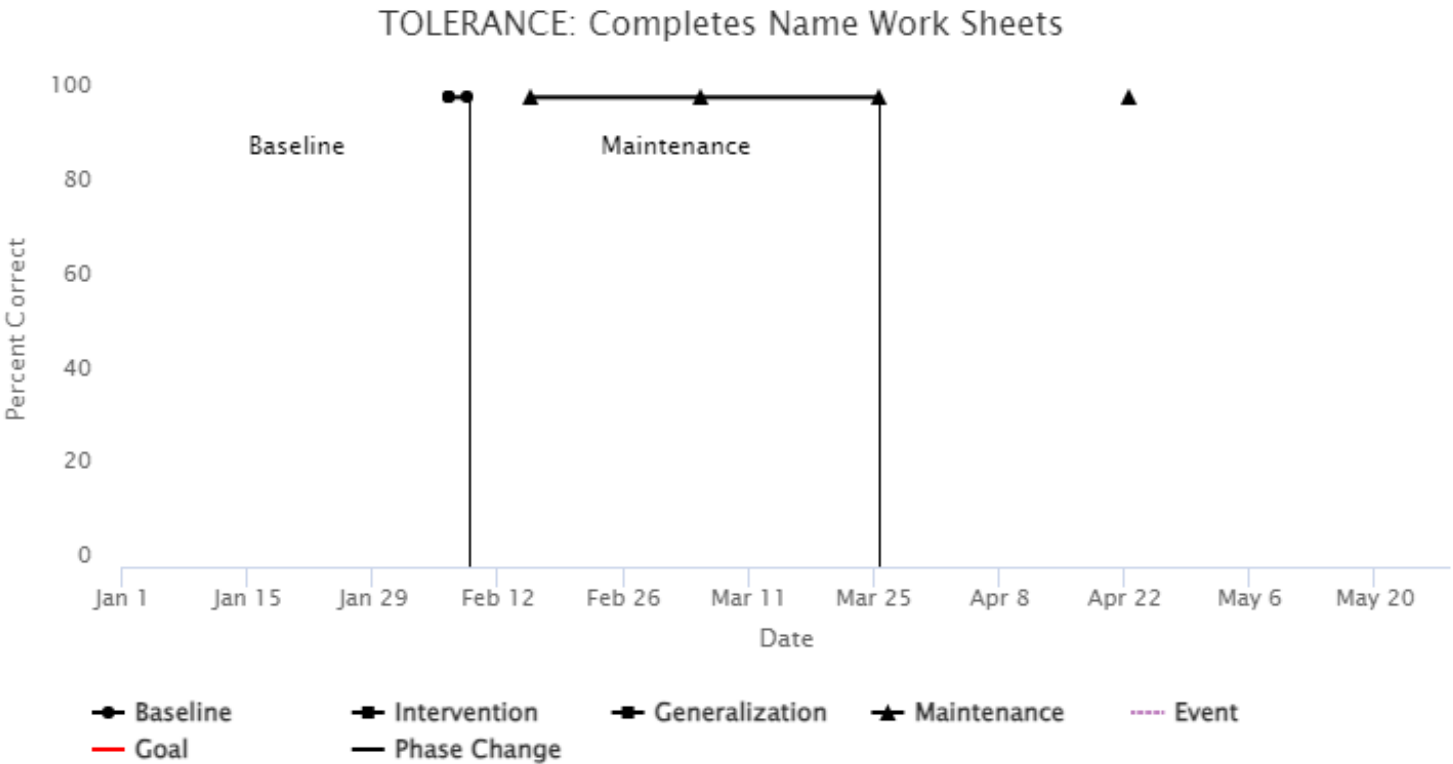 TOLERANCE: Completes Name Work Sheets
100
Baseline
Maintenance
80
60
Percent Correct
40
20
0
Jan 1 Jan 15 Jan 29 Feb 12 Feb 26 Mar 11 Mar 25 Apr 8 Apr 22 May 6 May 20
Date
Baseline Intervention Generalization Maintenance Event
Goal Phase Change